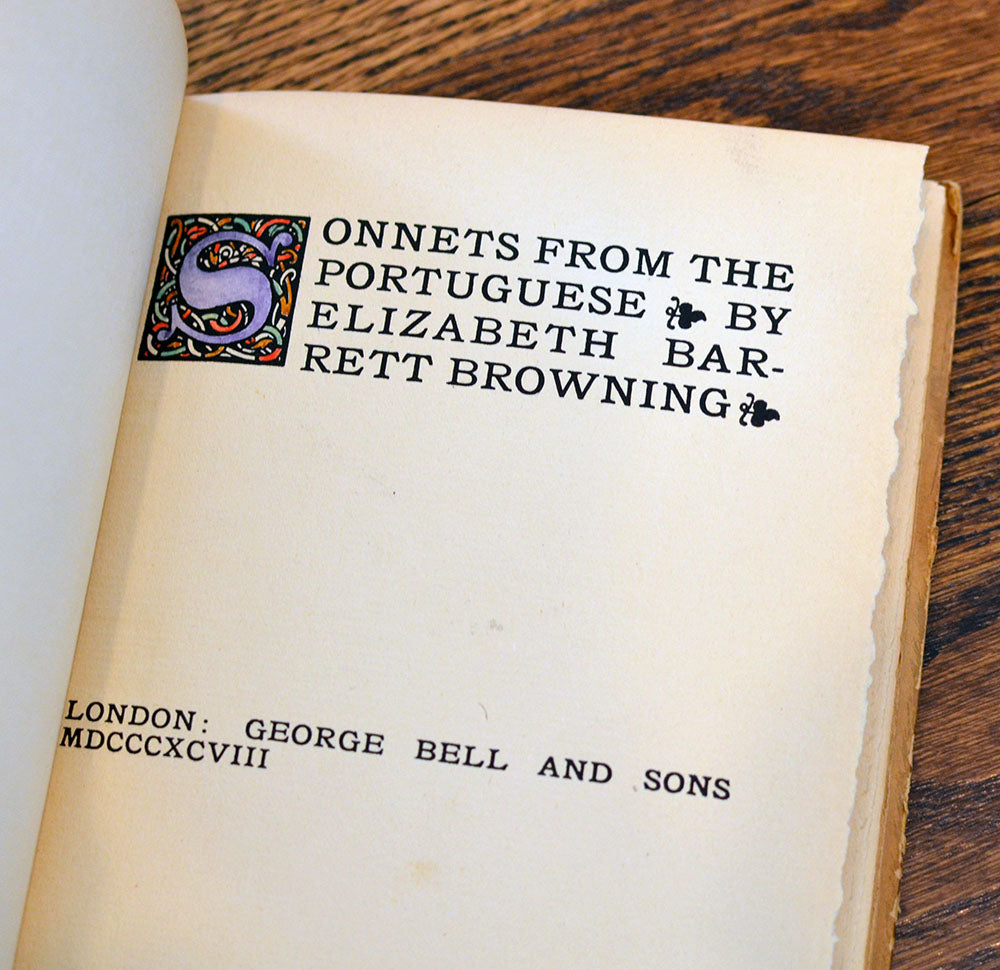 SONNETS FROM THE
PORTUGUESE ❧ BY
ELIZABETH BAR-
RETT BROWNING ❧
LONDON: GEORGE BELL AND SONS
MDCCCXCVIII